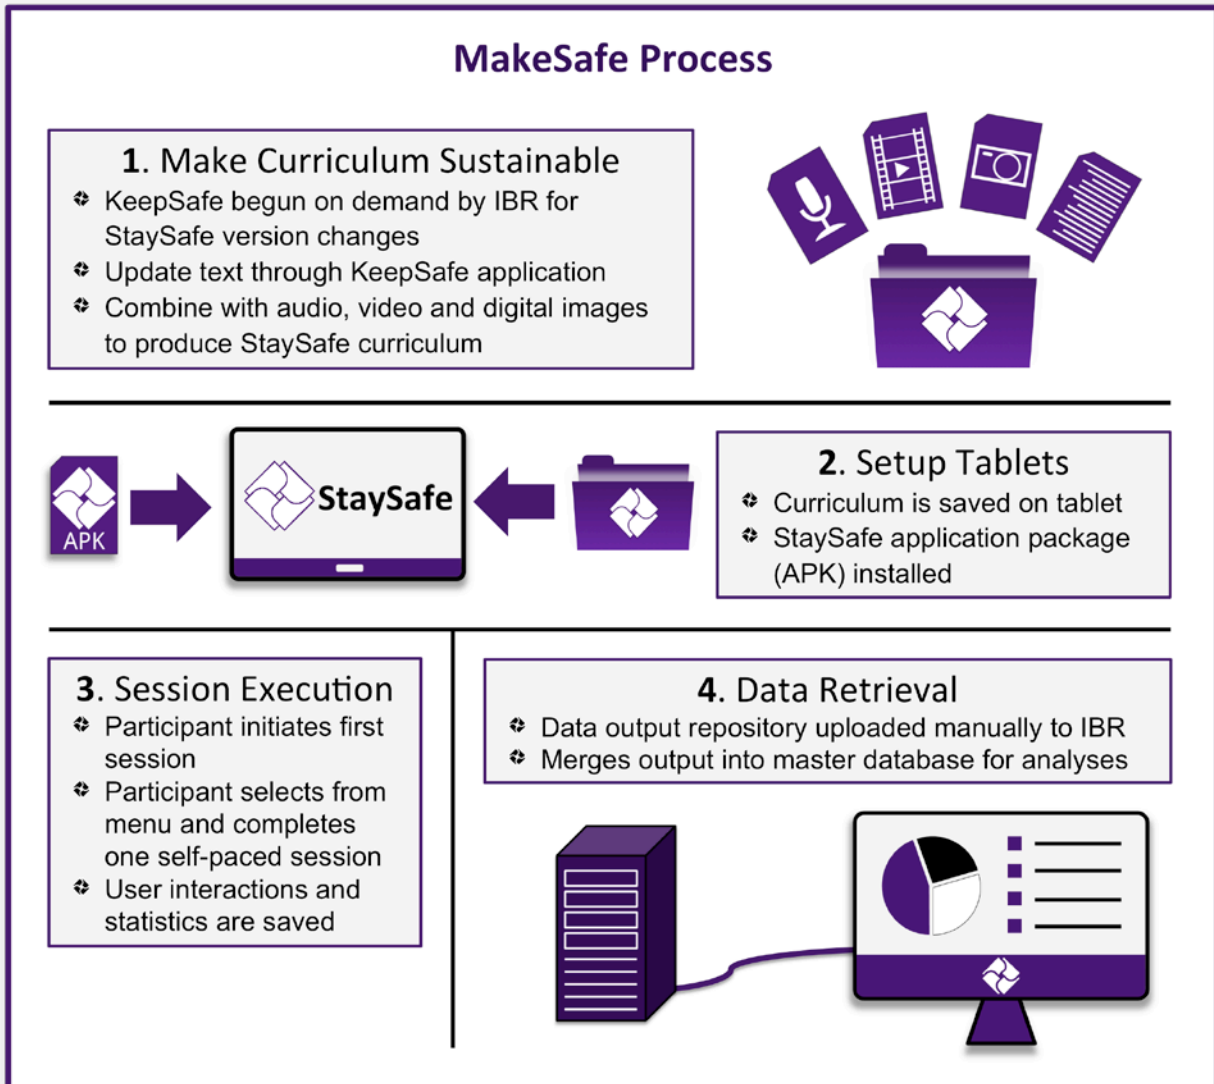 MakeSafe Process
1. Make Curriculum Sustainable
KeepSafe begun on demand by IBR for
StaySafe version changes
Update text through KeepSafe application
Combine with audio, video and digital images
to produce StaySafe curriculum
APK
StaySafe
2. Setup Tablets
Curriculum is saved on tablet
StaySafe application package
(APK) installed
3. Session Execution
Participant initiates first
session
Participant selects from
menu and completes
one self-paced session
User interactions and
statistics are saved
4. Data Retrieval
Data output repository uploaded manually to IBR
Merges output into master database for analyses